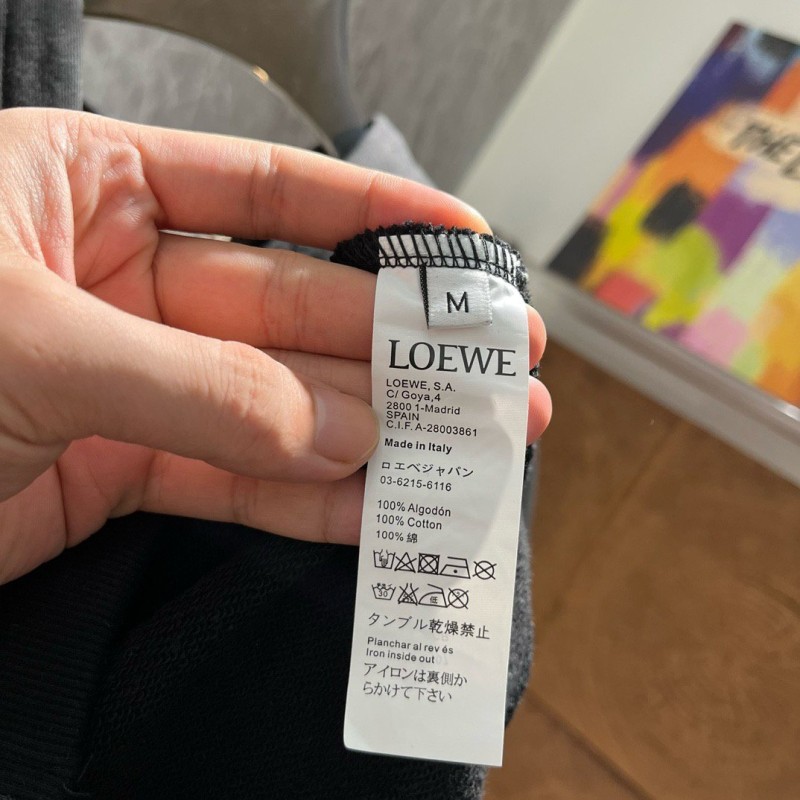 M
LOEWE
LOEWE, S.A.
C/ Goya,4
2800 1-Madrid
SPAIN
C.I.F. A-28003861
Made in Italy
ロエベジャパン
03-6215-6116
100% Algodón
100% Cotton
100% 綿
30
低
タンブル乾燥禁止
Planchar al rev és
Iron inside out
アイロンは裏側か
らかけて下さい
THE